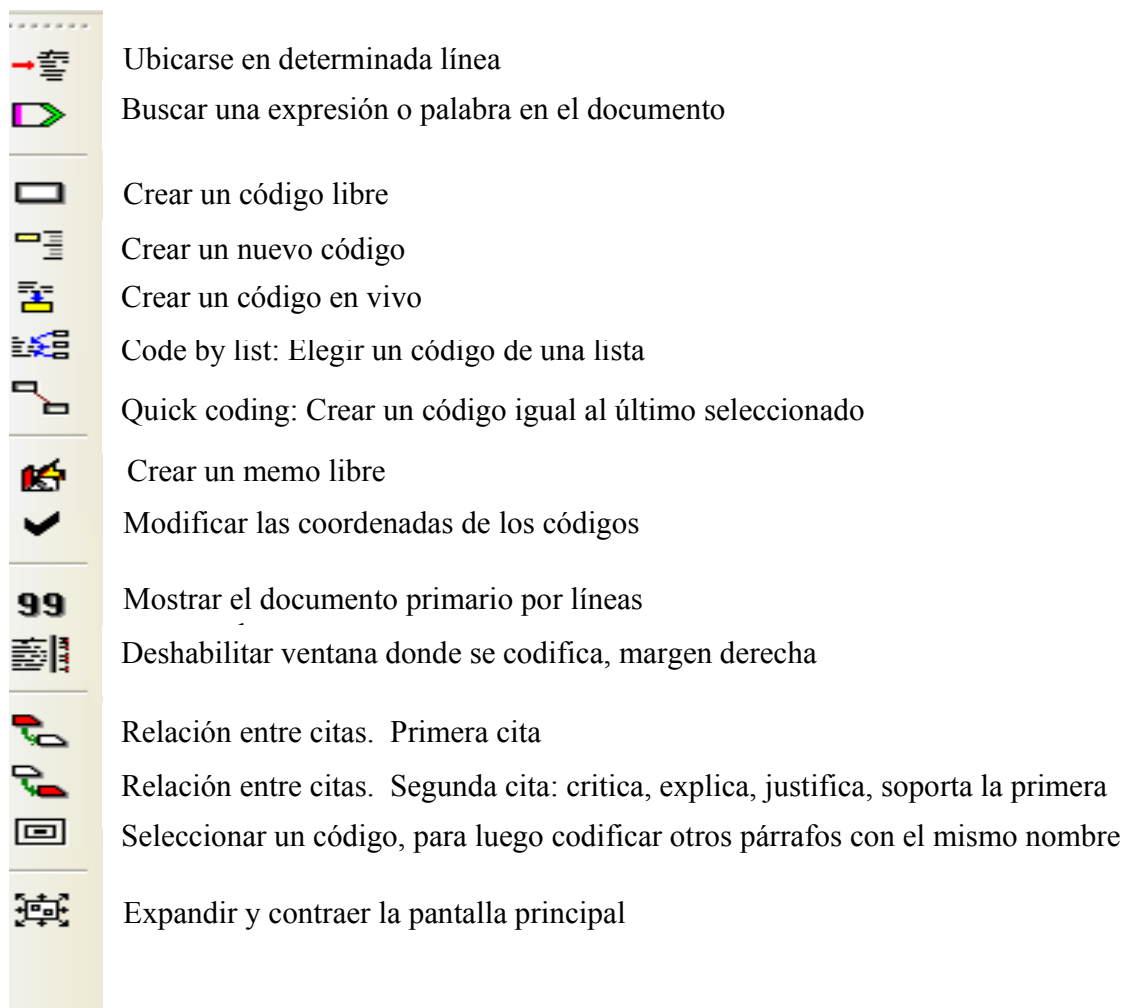 Ubicarse en determinada línea
Buscar una expresión o palabra en el documento
Crear un código libre
Crear un nuevo código
Crear un código en vivo
Code by list: Elegir un código de una lista
Quick coding: Crear un código igual al último seleccionado
Crear un memo libre
Modificar las coordenadas de los códigos
99 Mostrar el documento primario por líneas
Deshabilitar ventana donde se codifica, margen derecha
Relación entre citas.  Primera cita
Relación entre citas.  Segunda cita: critica, explica, justifica, soporta la primera
Seleccionar un código, para luego codificar otros párrafos con el mismo nombre
Expandir y contraer la pantalla principal